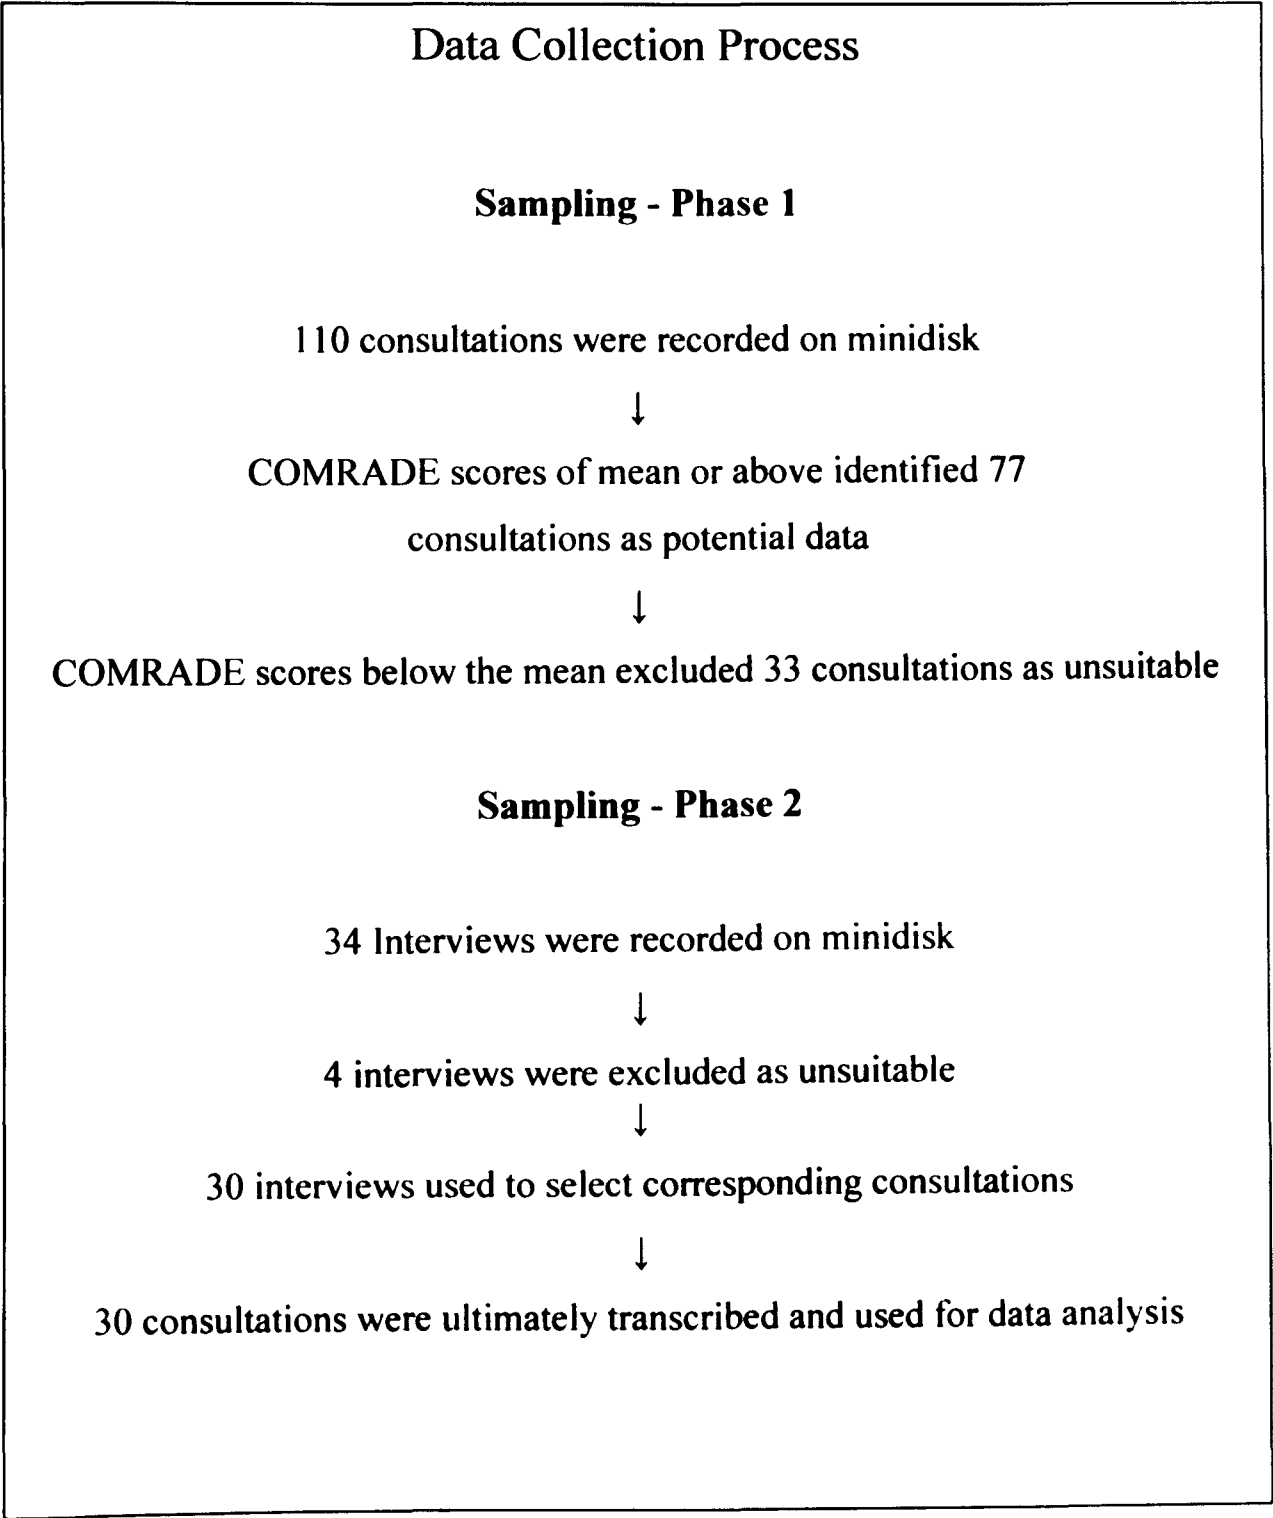 Data Collection Process
Sampling - Phase 1
110 consultations were recorded on minidisk
↓
COMRADE scores of mean or above identified 77
consultations as potential data
↓
COMRADE scores below the mean excluded 33 consultations as unsuitable
Sampling - Phase 2
34 Interviews were recorded on minidisk
↓
4 interviews were excluded as unsuitable
↓
30 interviews used to select corresponding consultations
↓
30 consultations were ultimately transcribed and used for data analysis